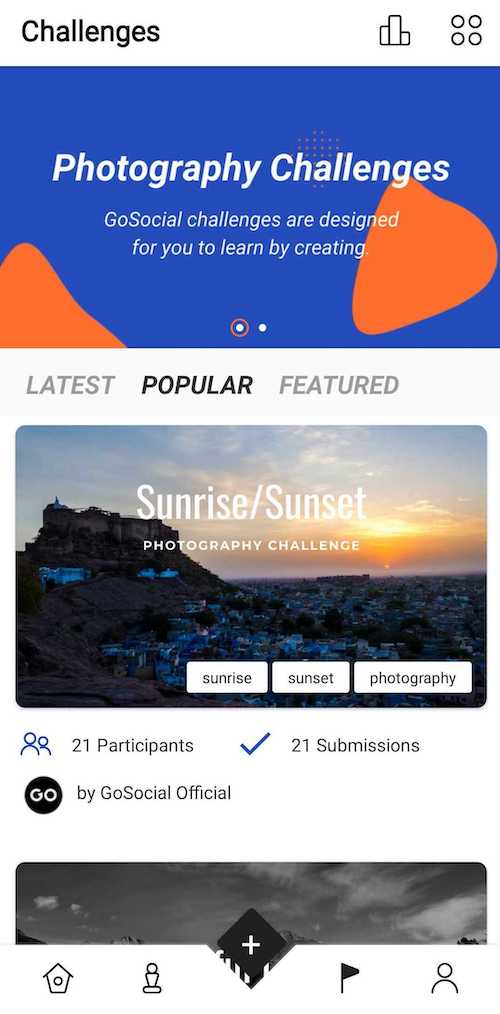 Challenges
Photography Challenges
GoSocial challenges are designed
for you to learn by creating.
LATEST POPULAR FEATURED
Sunrise/Sunset
PHOTOGRAPHY CHALLENGE
sunrise sunset photography
21 Participants 21 Submissions
GO by GoSocial Official